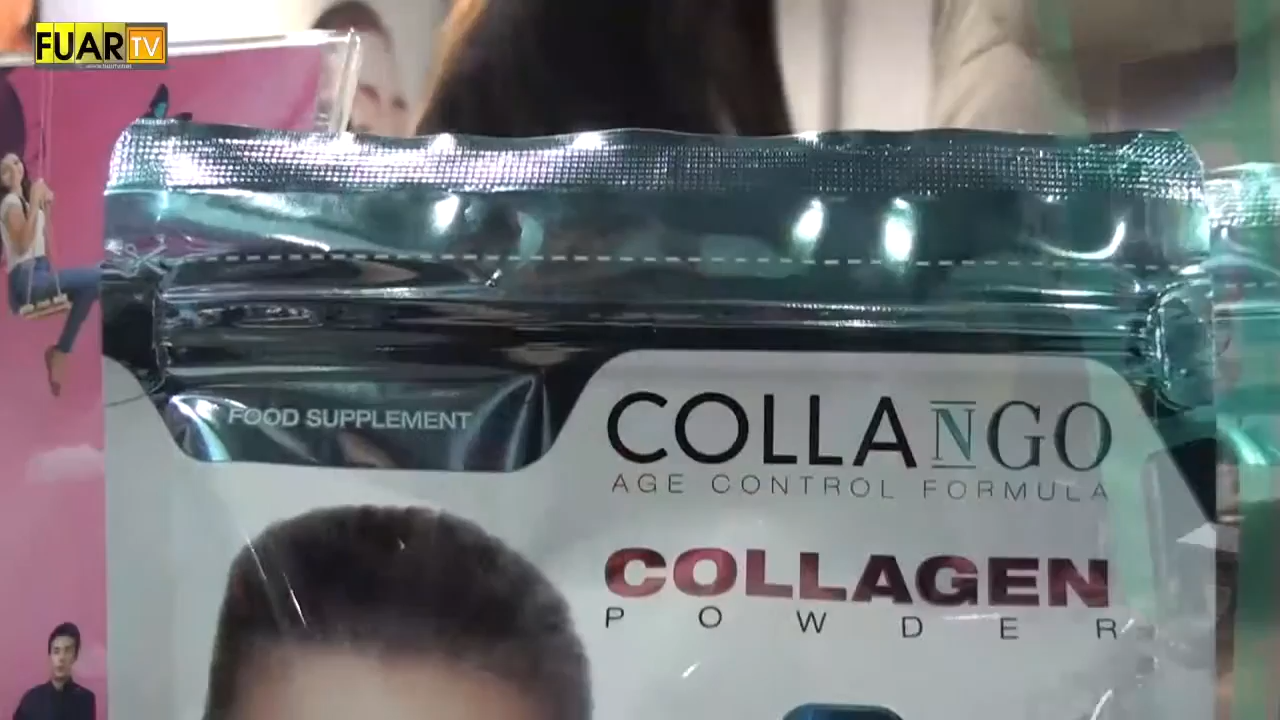 FUAR TV
FOOD SUPPLEMENT
COLLANGO
AGE CONTROL FORMULA
COLLAGEN
POWDER